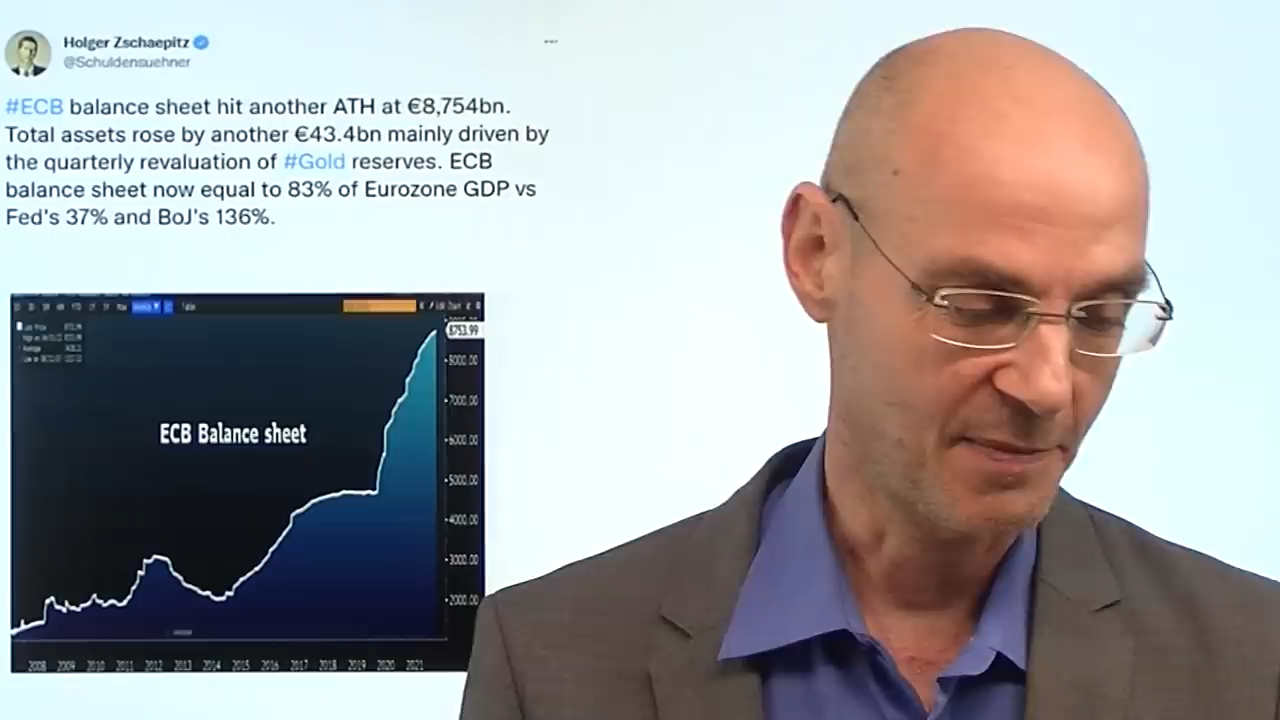 Holger Zschaepitz
@Schuldensuehner
#ECB balance sheet hit another ATH at €8,754bn.
Total assets rose by another €43.4bn mainly driven by
the quarterly revaluation of #Gold reserves. ECB
balance sheet now equal to 83% of Eurozone GDP vs
Fed's 37% and BoJ's 136%.
8753.99
8000.00
7000.00
ECB Balance sheet
6000.00
5000.00
4000.00
3000.00
2000.00
2008 2009 2010 2011 2012 2013 2014 2015 2016 2017 2018 2019 2020 2021